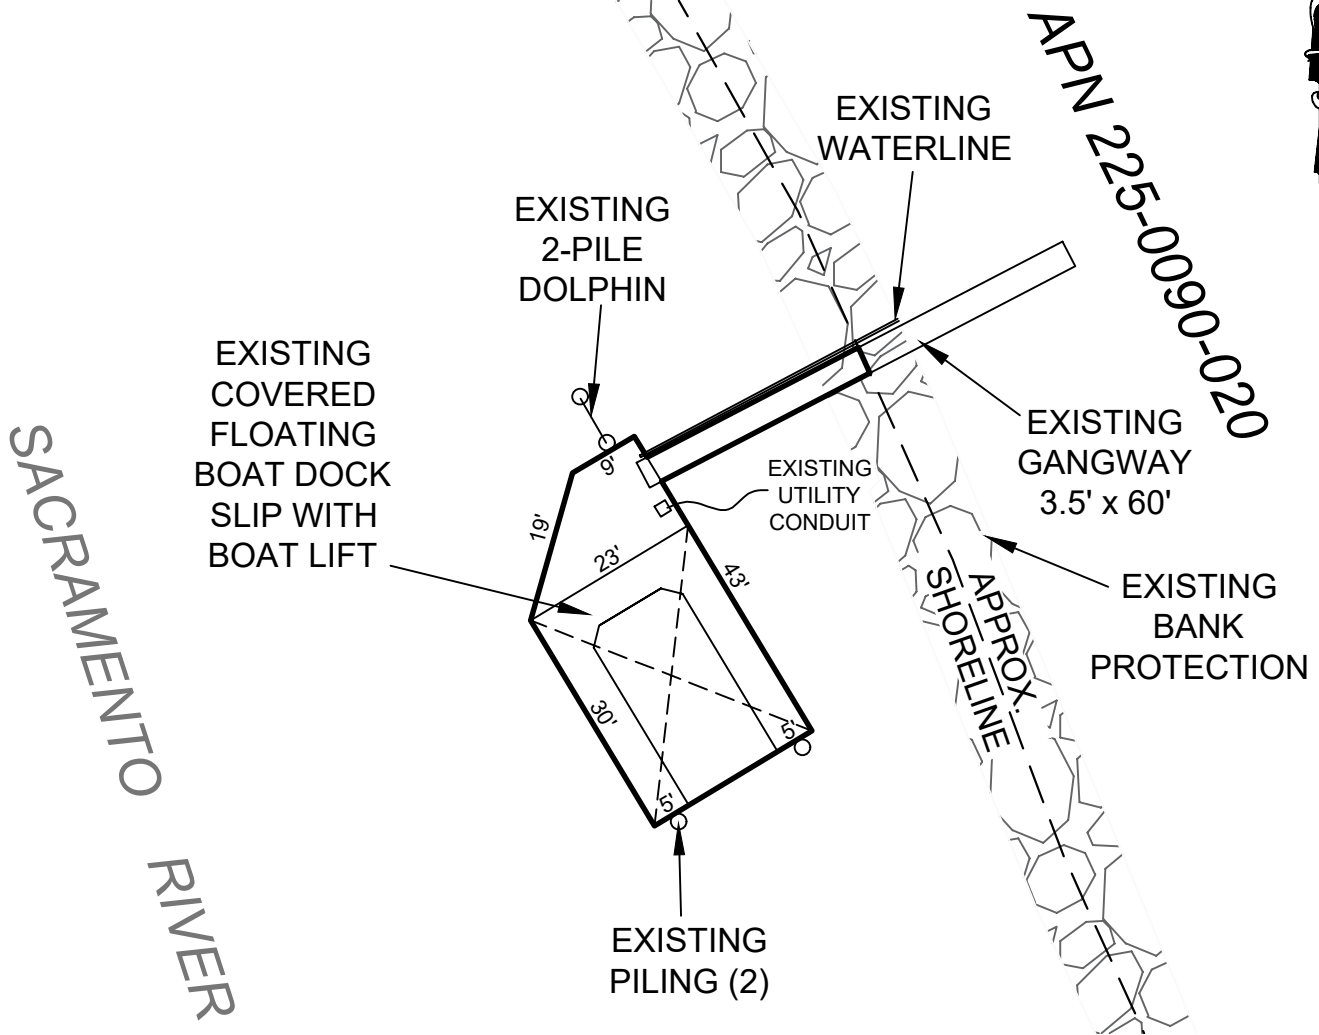 APN 225-0090-020
EXISTING
WATERLINE
EXISTING
2-PILE
DOLPHIN
EXISTING
COVERED
FLOATING
BOAT DOCK
SLIP WITH
BOAT LIFT
SACRAMENTO RIVER
9'
19'
23'
43'
30'
5'
5'
EXISTING
UTILITY
CONDUIT
EXISTING
GANGWAY
3.5' x 60'
APPROX.
SHORELINE
EXISTING
BANK
PROTECTION
EXISTING
PILING (2)